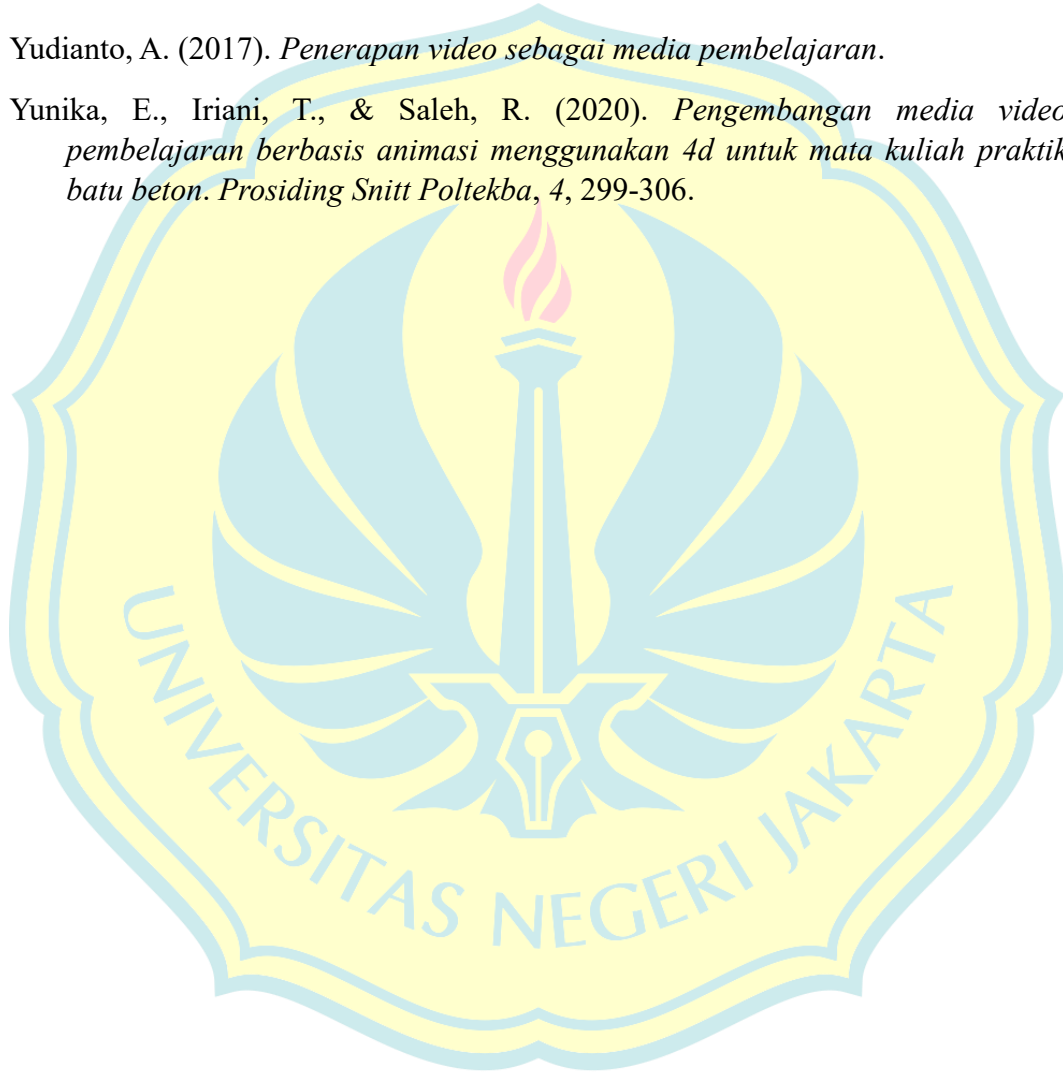 Yudianto, A. (2017). Penerapan video sebagai media pembelajaran.
Yunika, E., Iriani, T., & Saleh, R. (2020). Pengembangan media video
pembelajaran berbasis animasi menggunakan 4d untuk mata kuliah praktik
batu beton. Prosiding Snitt Poltekba, 4, 299-306.
UNIVERSITAS NEGERI JAKARTA